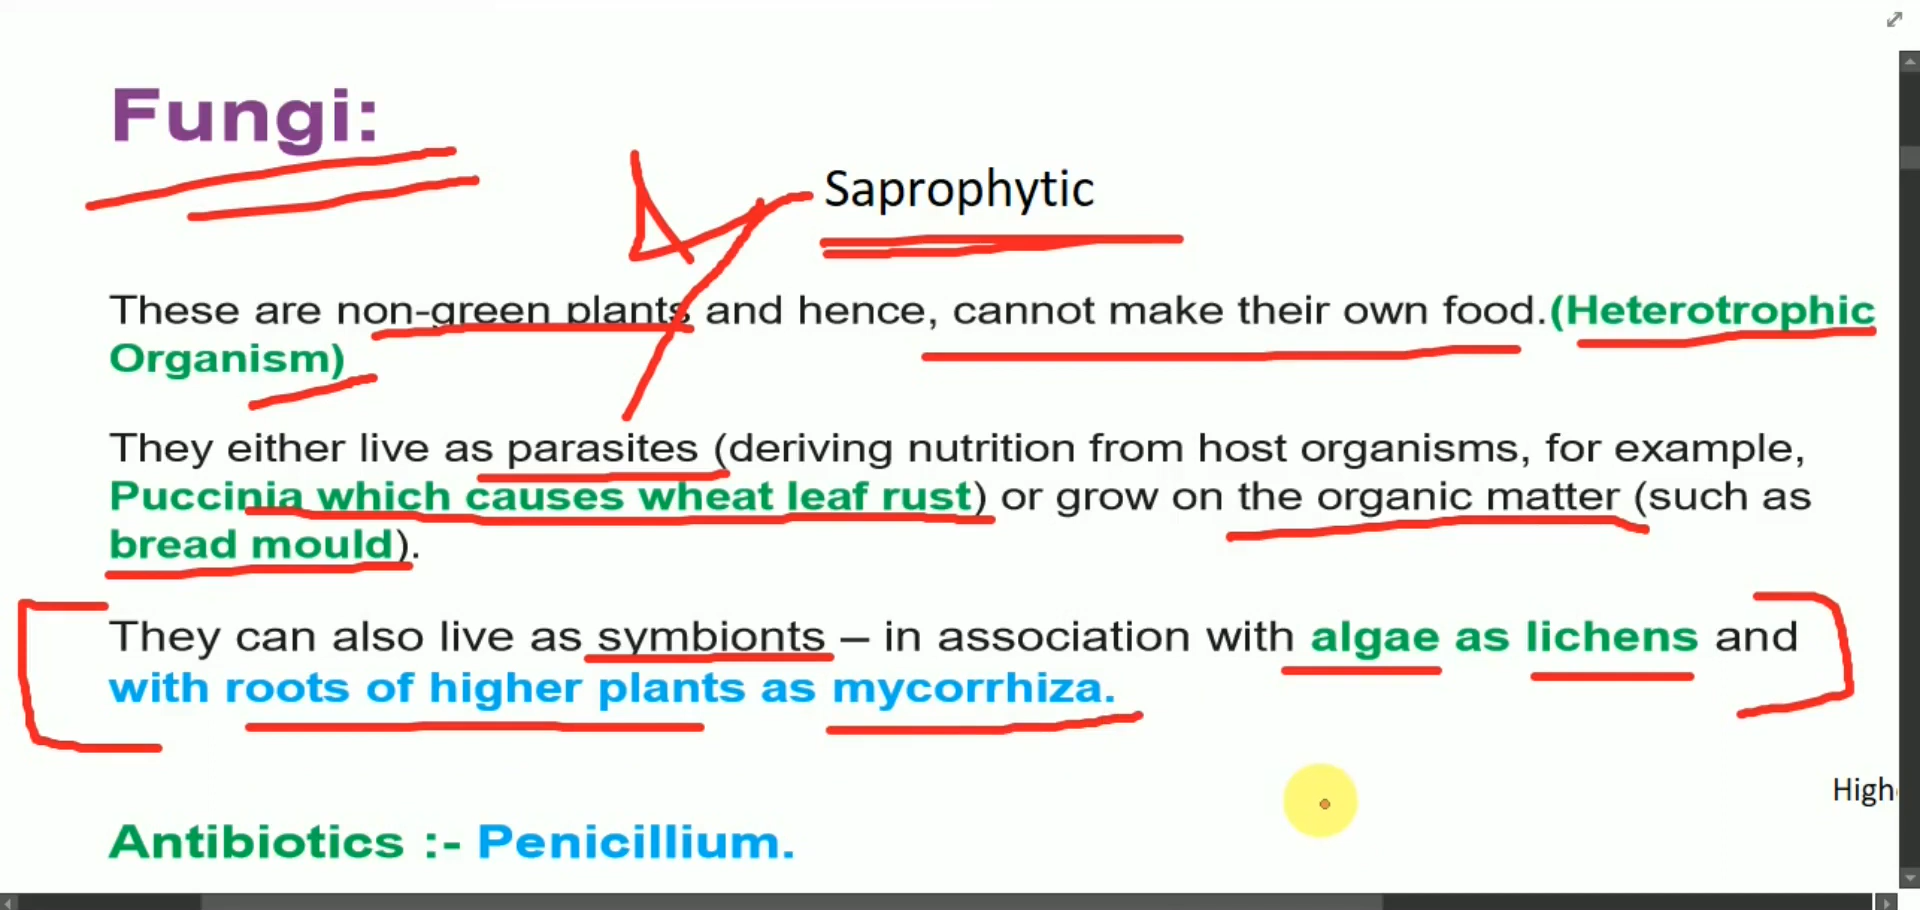 Fungi:
Saprophytic
These are non-green plants and hence, cannot make their own food.(Heterotrophic
Organism)
They either live as parasites (deriving nutrition from host organisms, for example,
Puccinia which causes wheat leaf rust) or grow on the organic matter (such as
bread mould).
They can also live as symbionts – in association with algae as lichens and
with roots of higher plants as mycorrhiza.
Antibiotics :- Penicillium.